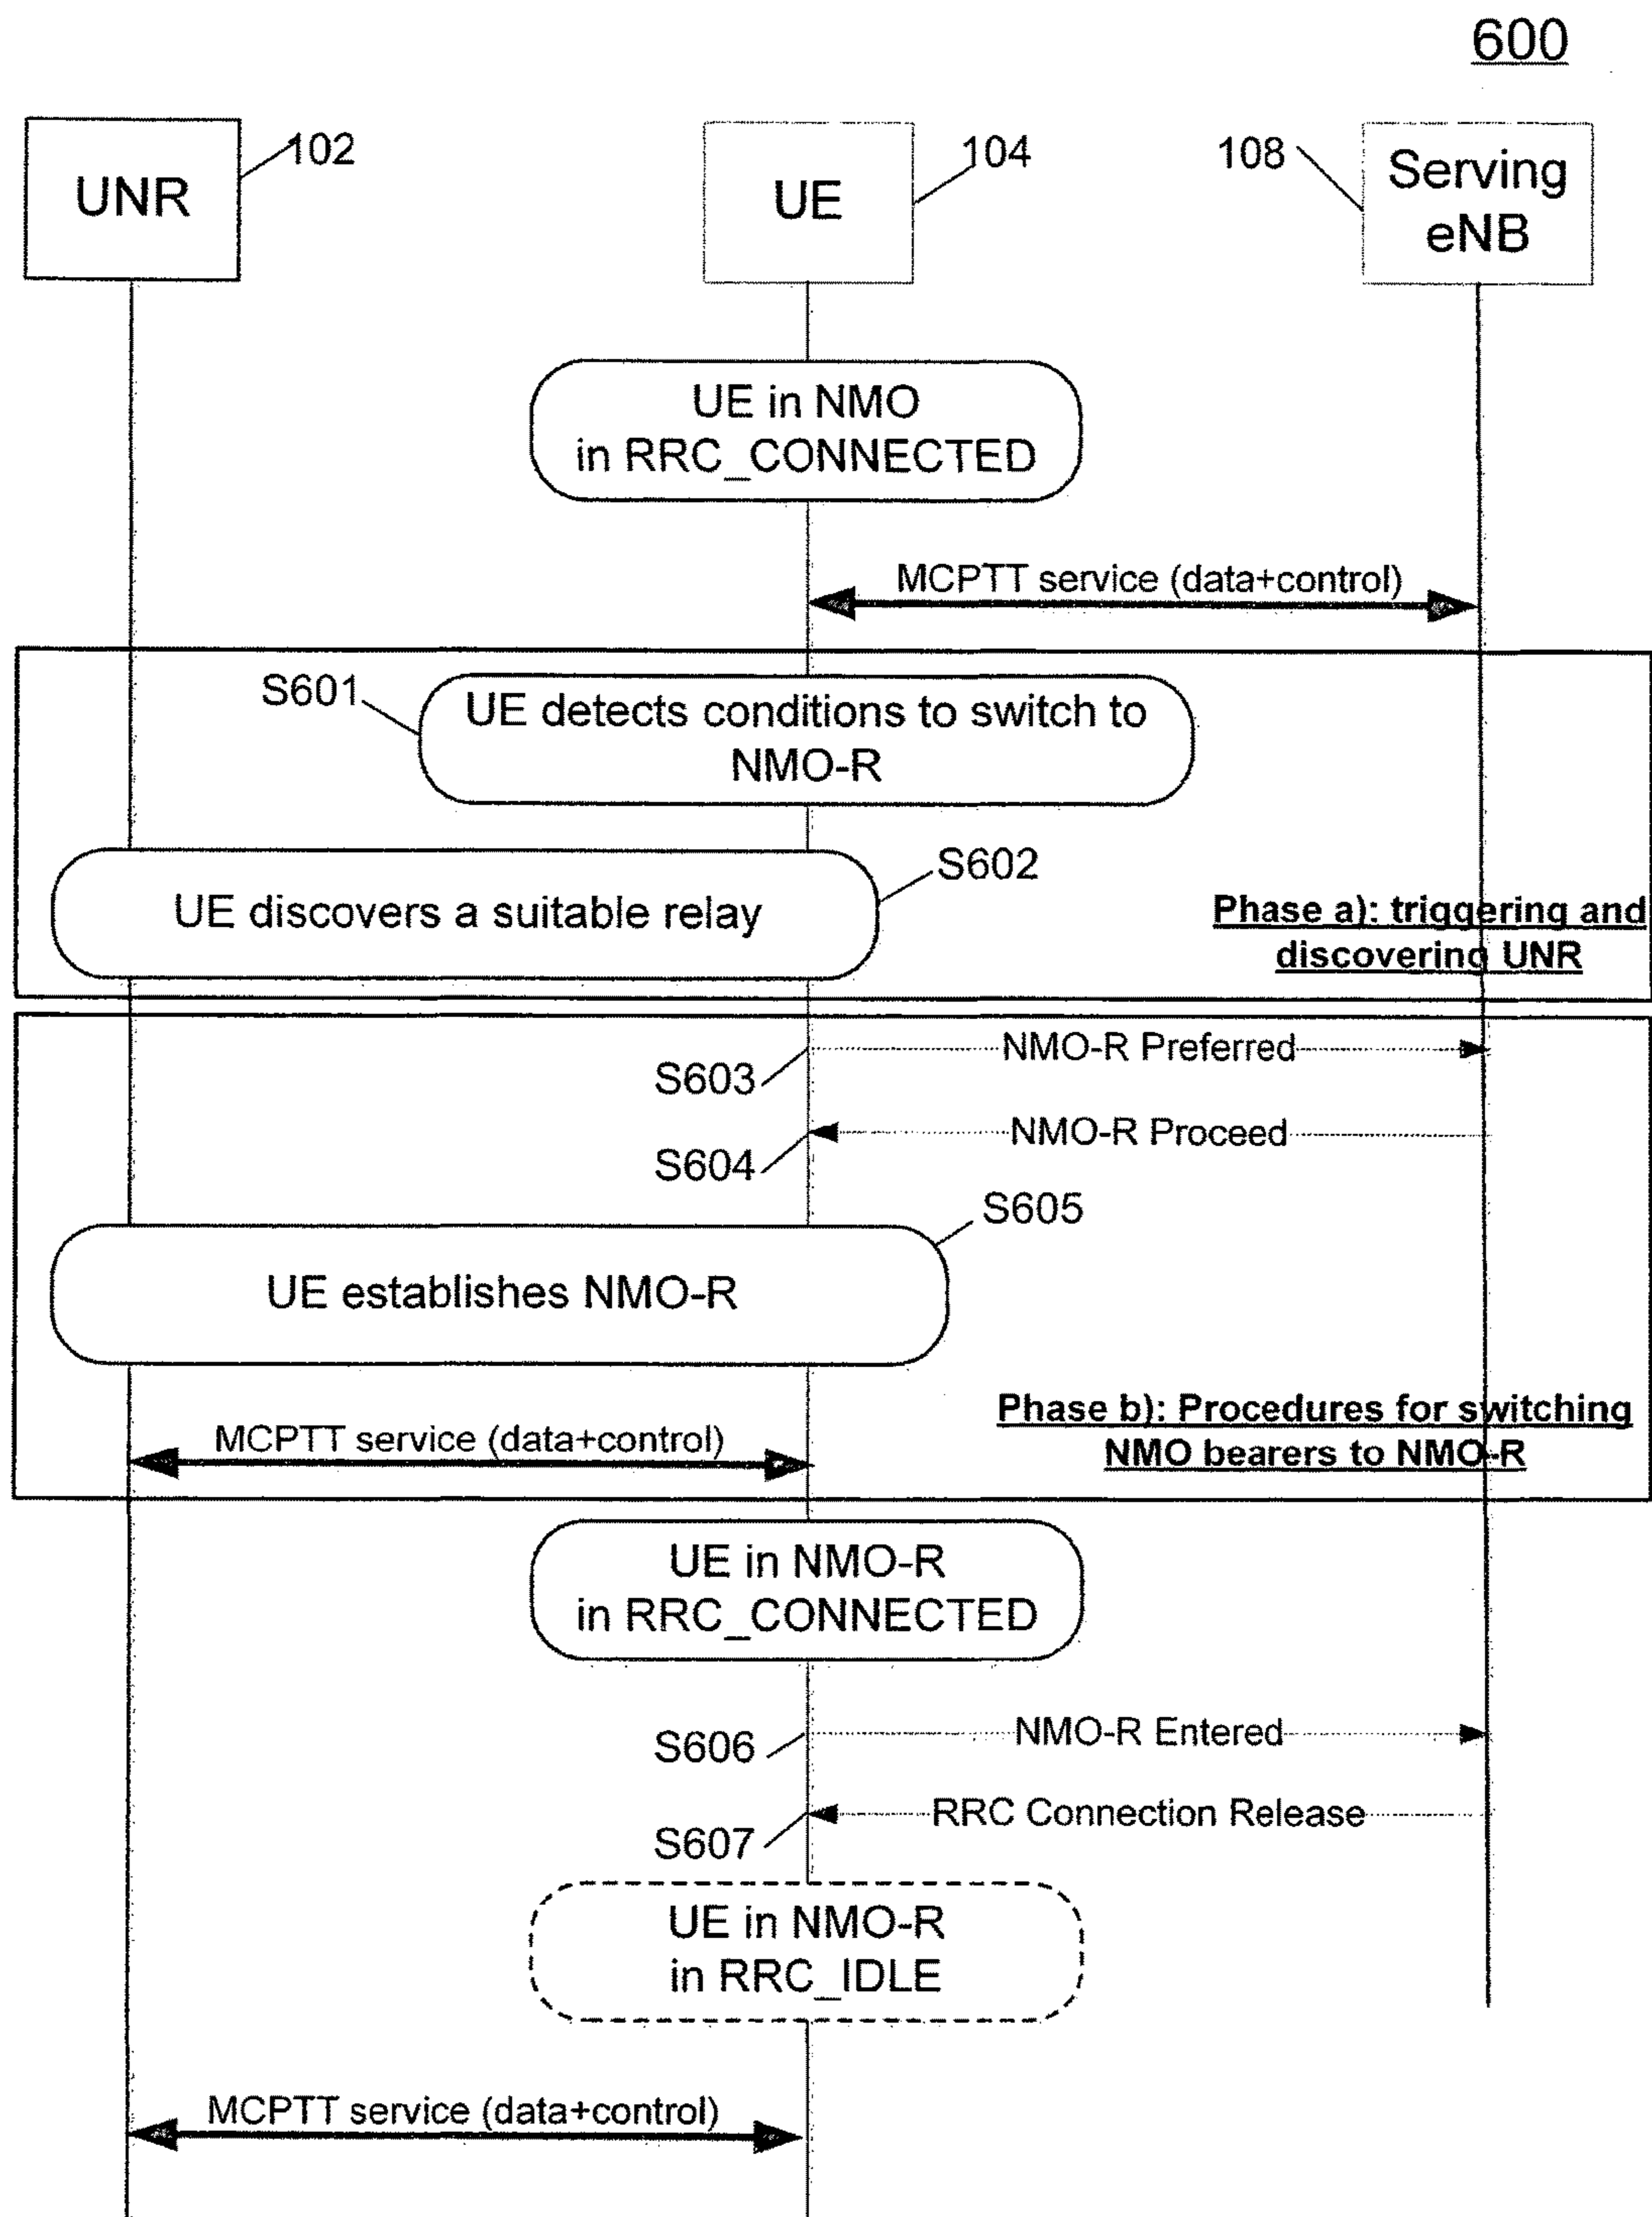 600
UNR
102
UE
104
108
Serving
eNB
UE in NMO
in RRC_CONNECTED
MCPTT service (data+control)
S601
UE detects conditions to switch to
NMO-R
S602
UE discovers a suitable relay
Phase a): triggering and
discovering UNR
NMO-R Preferred
S603
NMO-R Proceed
S604
S605
UE establishes NMO-R
Phase b): Procedures for switching
NMO bearers to NMO-R
MCPTT service (data+control)
UE in NMO-R
in RRC_CONNECTED
NMO-R Entered
S606
RRC Connection Release
S607
UE in NMO-R
in RRC_IDLE
MCPTT service (data+control)